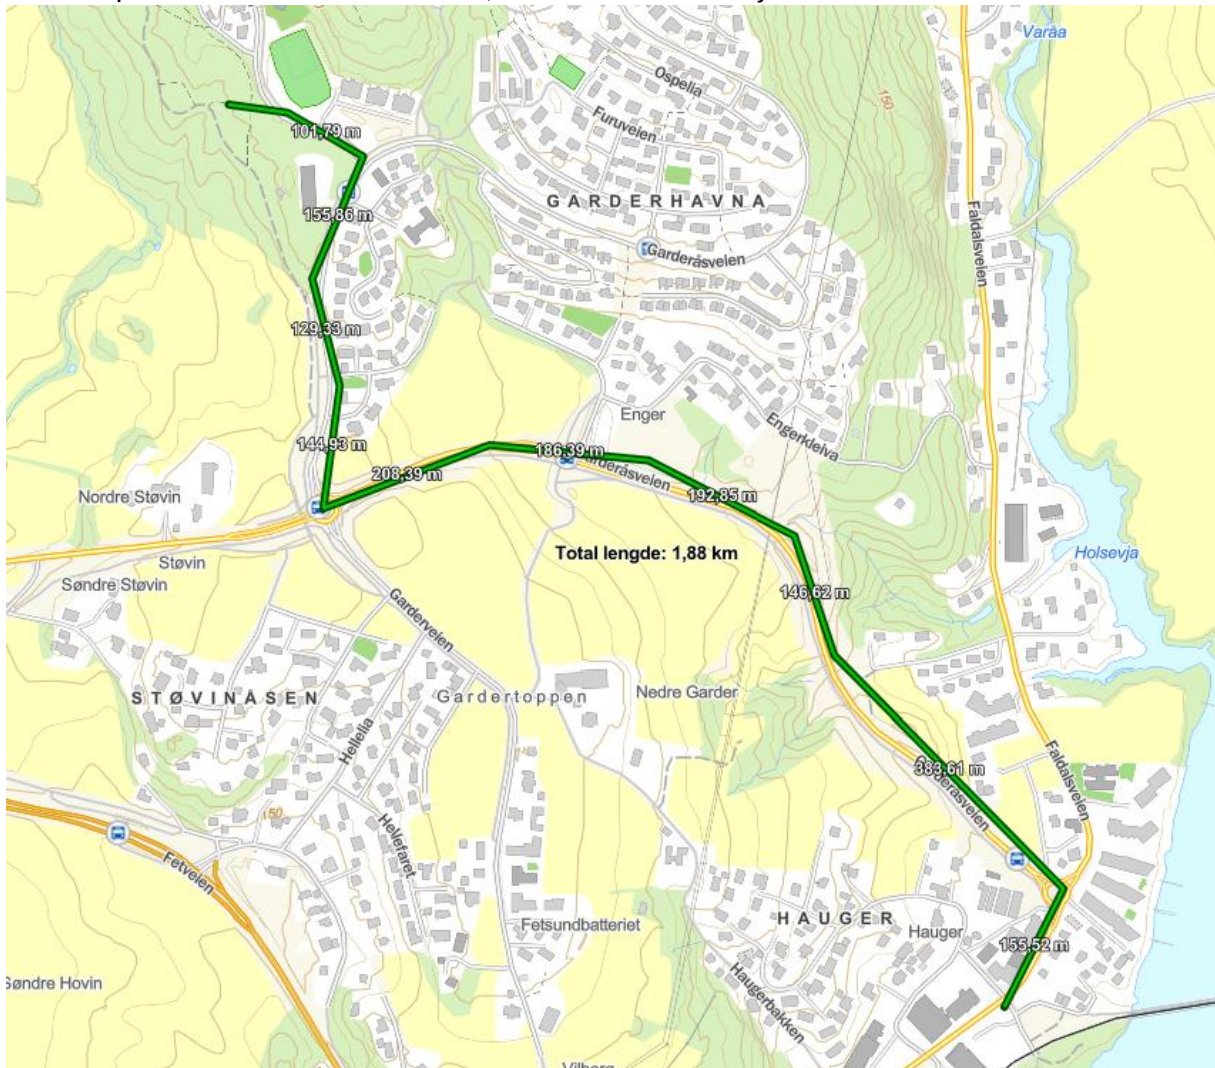 Varåa
Ospelia
150
Furuveien
101,79 m
GARDERHAVNA
155,86 m
Faldalsveien
Garderåsveien
129,33 m
Enger
Engerkleiva
144,93 m
186,39 m
208,39 m
192,85 m
Nordre Støvin
Total lengde: 1,88 km
Holsevja
Støvin
Søndre Støvin
146,62 m
Garderveien
STØVINÅSEN
Gardertoppen
Nedre Garder
Hellelia
383,61 m
Faldalsveien
150
Hellefaret
Fetveien
HAUGER
Fetsundbatteriet
Hauger
155,52 m
Søndre Hovin
Haugerbakken